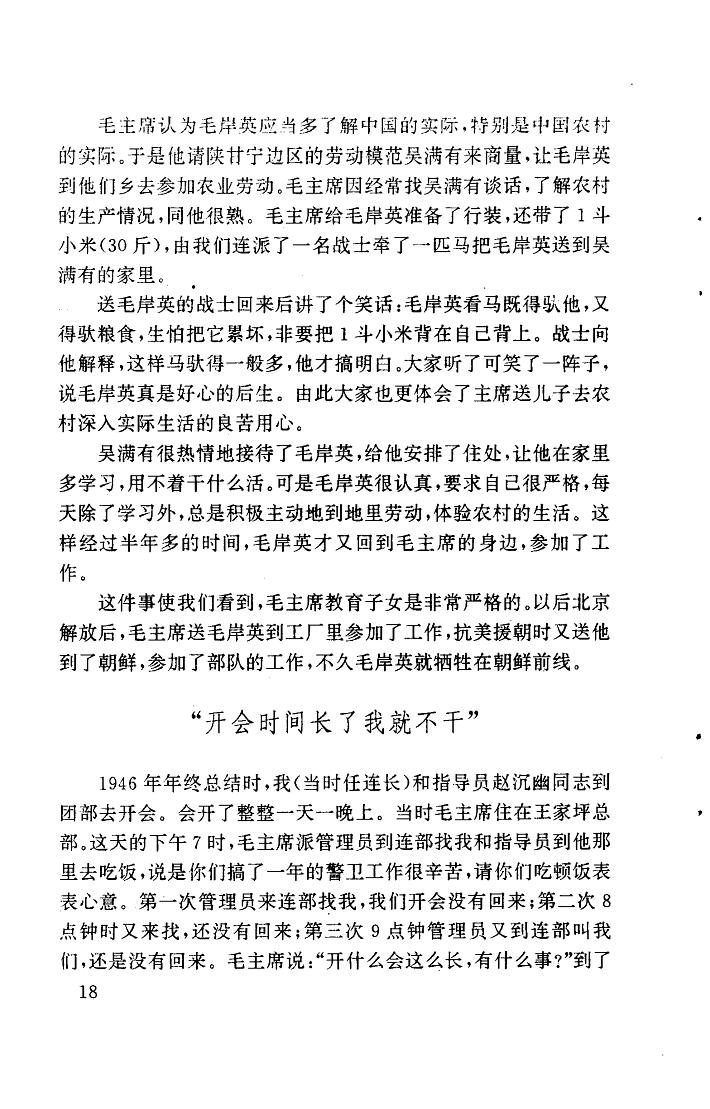 毛主席认为毛岸英应当多了解中国的实际，特别是中国农村
的实际。于是他请陕甘宁边区的劳动模范吴满有来商量，让毛岸英
到他们乡去参加农业劳动。毛主席因经常找吴满有谈话，了解农村
的生产情况，同他很熟。毛主席给毛岸英准备了行装，还带了1斗
小米(30斤)，由我们连派了一名战士牵了一匹马把毛岸英送到吴
满有的家里。
送毛岸英的战士回来后讲了个笑话：毛岸英看马既得驮他，又
得驮粮食，生怕把它累坏，非要把1斗小米背在自己背上。战士向
他解释，这样马驮得一般多，他才搞明白。大家听了可笑了一阵子，
说毛岸英真是好心的后生。由此大家也更体会了主席送儿子去农
村深入实际生活的良苦用心。
吴满有很热情地接待了毛岸英，给他安排了住处，让他在家里
多学习，用不着干什么活。可是毛岸英很认真，要求自己很严格，每
天除了学习外，总是积极主动地到地里劳动，体验农村的生活。这
样经过半年多的时间，毛岸英才又回到毛主席的身边，参加了工
作。
这件事使我们看到，毛主席教育子女是非常严格的。以后北京
解放后，毛主席送毛岸英到工厂里参加了工作，抗美援朝时又送他
到了朝鲜，参加了部队的工作，不久毛岸英就牺牲在朝鲜前线。
“开会时间长了我就不干”
1946年年终总结时，我(当时任连长)和指导员赵沉幽同志到
团部去开会。会开了整整一天一晚上。当时毛主席住在王家坪总
部。这天的下午7时，毛主席派管理员到连部找我和指导员到他那
里去吃饭，说是你们搞了一年的警卫工作很辛苦，请你们吃顿饭表
表心意。第一次管理员来连部找我，我们开会没有回来；第二次8
点钟时又来找，还没有回来；第三次9点钟管理员又到连部叫我
们，还是没有回来。毛主席说：“开什么会这么长，有什么事？”到了
18